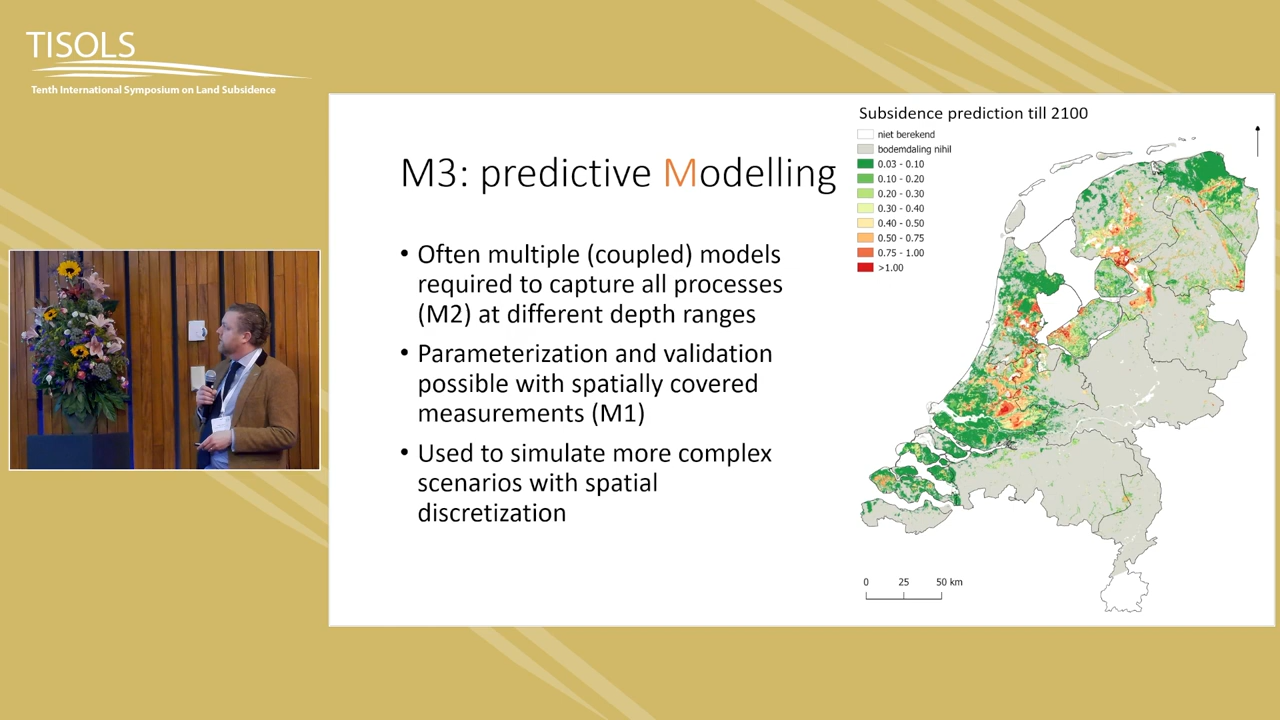 TISOLS
Tenth International Symposium on Land Subsidence
M3: predictive Modelling
• Often multiple (coupled) models
required to capture all processes
(M2) at different depth ranges
• Parameterization and validation
possible with spatially covered
measurements (M1)
• Used to simulate more complex
scenarios with spatial
discretization
Subsidence prediction till 2100
niet berekend
bodemdaling nihil
0.03 - 0.10
0.10 - 0.20
0.20 - 0.30
0.30 - 0.40
0.40 - 0.50
0.50 - 0.75
0.75 - 1.00
>1.00
0 25 50 km